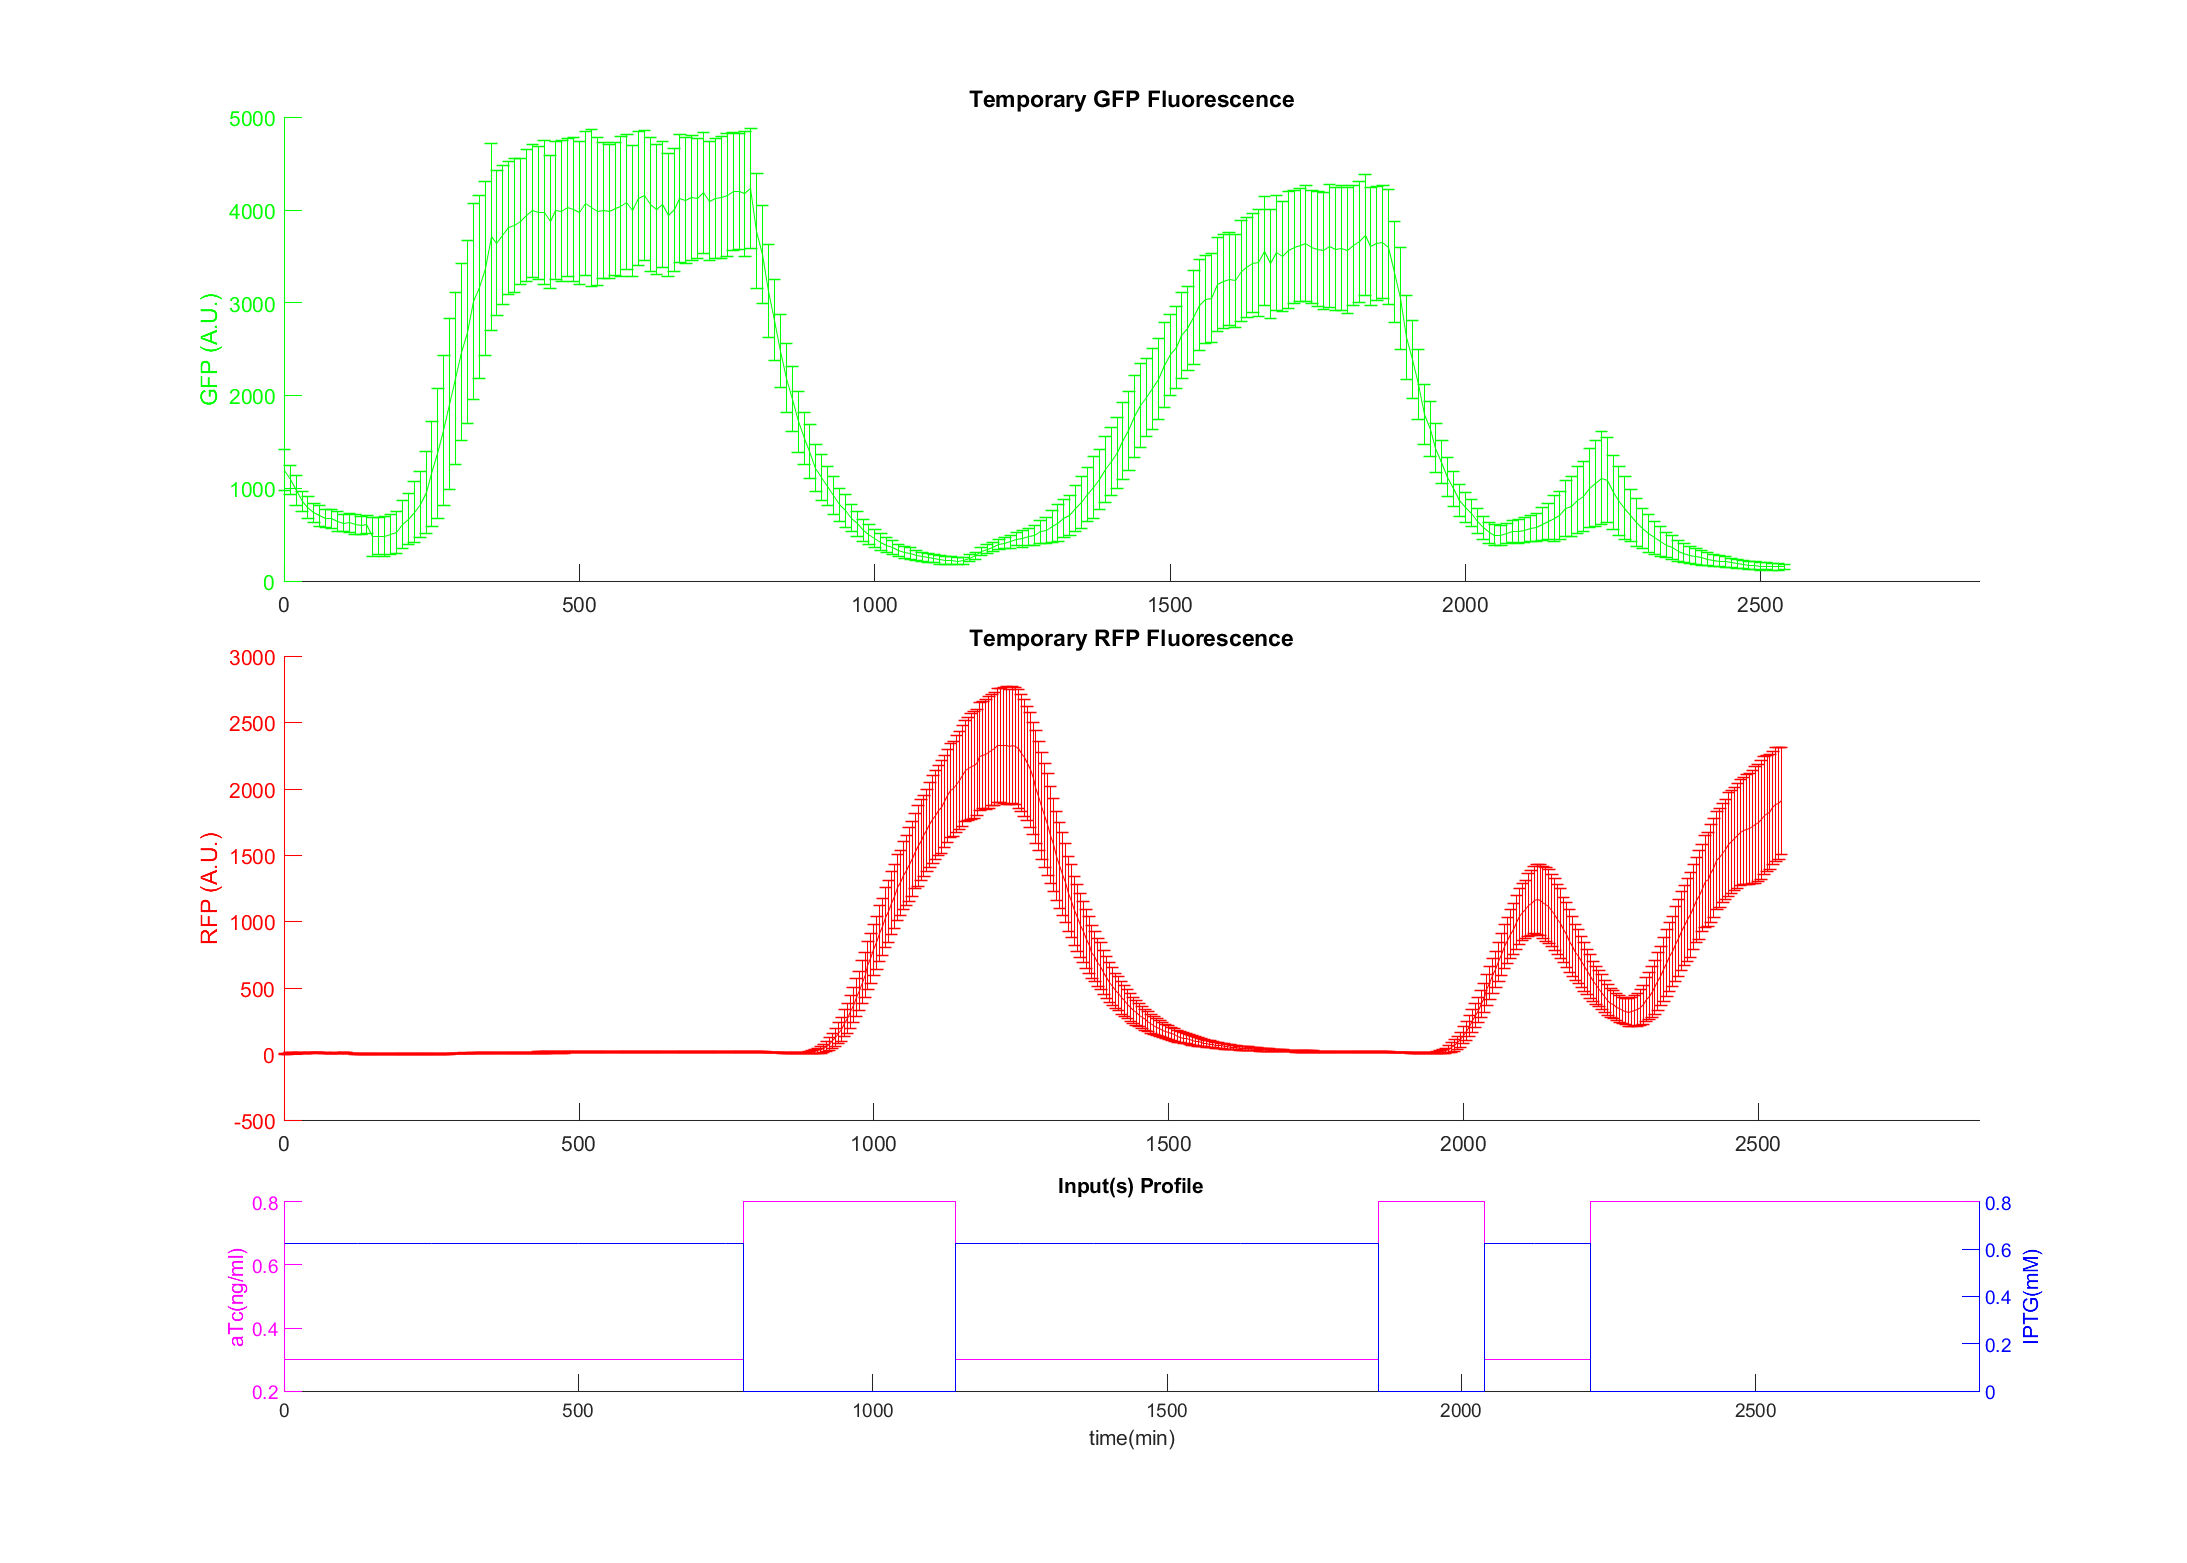 Temporary GFP Fluorescence
GFP (A.U.)
5000
4000
3000
2000
1000
0
0 500 1000 1500 2000 2500
Temporary RFP Fluorescence
RFP (A.U.)
3000
2500
2000
1500
1000
500
0
-500
0 500 1000 1500 2000 2500
Input(s) Profile
aTc(ng/ml)
0.8
0.6
0.4
0.2
IPTG(mM)
0.8
0.6
0.4
0.2
0
0 500 1000 1500 2000 2500
time(min)